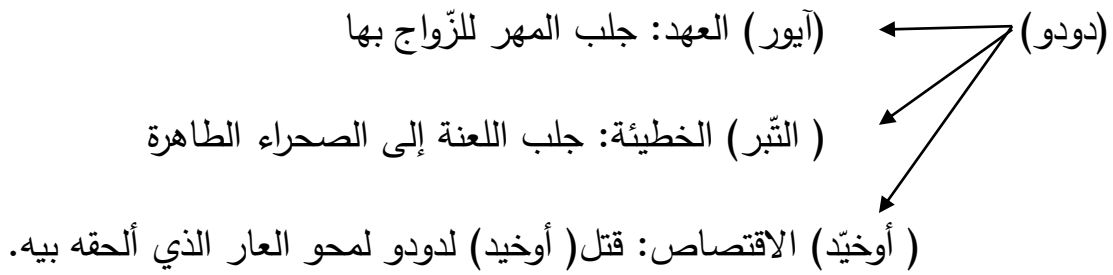 (دودو) (آيور) العهد: جلب المهر للزّواج بها
( التّبر) الخطيئة: جلب اللعنة إلى الصحراء الطاهرة
( أوخيّد) الاقتصاص: قتل( أوخيد) لدودو لمحو العار الذي ألحقه بيه.